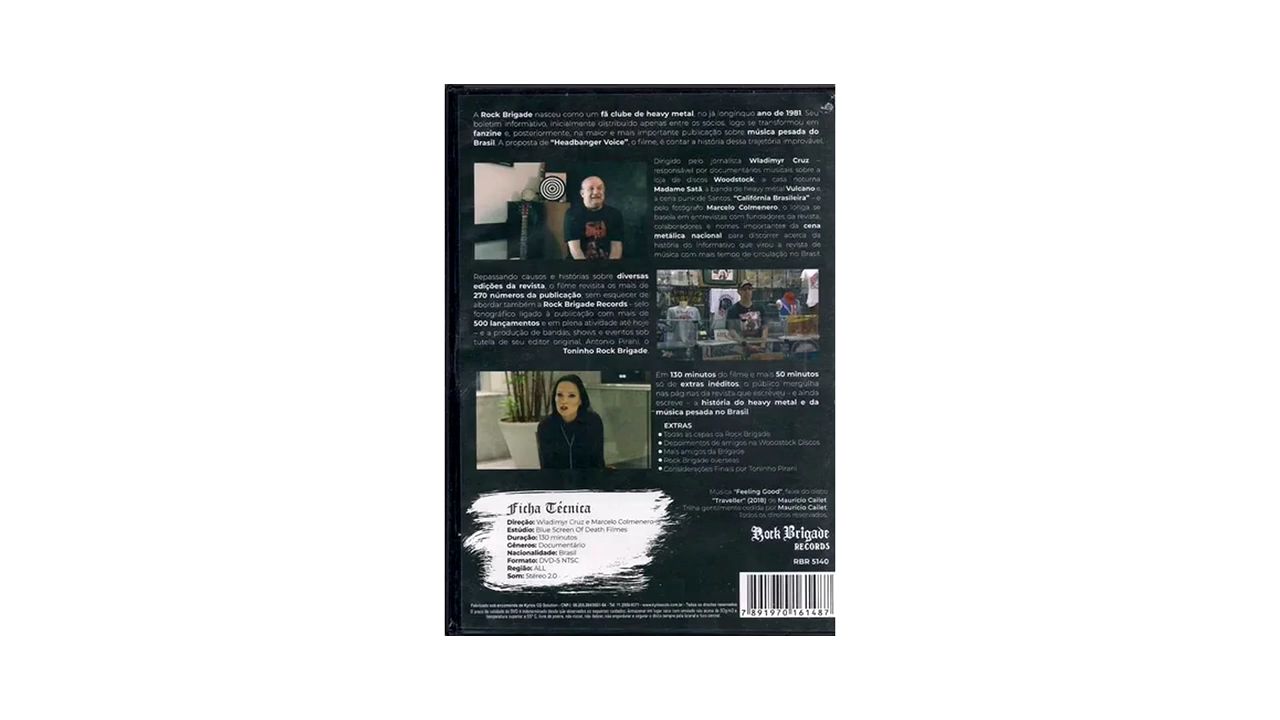 A Rock Brigade nasceu como um fã clube de heavy metal, no já longínquo ano de 1981. Seu
boletim informativo, inicialmente distribuído apenas entre os sócios, logo se transformou em
fanzine e, posteriormente, na maior e mais importante publicação sobre música pesada do
Brasil. A proposta de “Headbanger Voice”, o filme, é contar a história dessa trajetória improvável.
Dirigido pelo jornalista Wladimyr Cruz –
responsável por documentários musicais sobre a
loja de discos Woodstock, a casa noturna
Madame Satã, a banda de heavy metal Vulcano e
a cena punk de Santos, “Califórnia Brasileira” – e
pelo fotógrafo Marcelo Colmenero, o longa se
baseia em entrevistas com fundadores da revista,
colaboradores e nomes importantes da cena
metálica nacional para discorrer acerca da
história do informativo que virou a revista de
música com mais tempo de circulação no Brasil.
Repassando causos e histórias sobre diversas
edições da revista, o filme revisita os mais de
270 números da publicação, sem esquecer de
abordar também a Rock Brigade Records – selo
fonográfico ligado à publicação com mais de
500 lançamentos e em plena atividade até hoje
– e a produção de bandas, shows e eventos sob
tutela de seu editor original, Antonio Pirani, o
Toninho Rock Brigade.
Em 130 minutos do filme e mais 50 minutos
só de extras inéditos, o público mergulha
nas páginas da revista que escreveu – e ainda
escreve – a história do heavy metal e da
música pesada no Brasil
EXTRAS
• Todas as capas da Rock Brigade
• Depoimentos de amigos na Woodstock Discos
• Mais amigos da Brigade
• Rock Brigade overseas
• Considerações Finais por Toninho Pirani
Música "Feeling Good", faixa do disco
"Traveller" (2018) de Mauricio Cailet.
Trilha gentilmente cedida por Mauricio Cailet.
Todos os direitos reservados.
Ficha Técnica
Direção: Wladimyr Cruz e Marcelo Colmenero
Estúdio: Blue Screen Of Death Filmes
Duração: 130 minutos
Gêneros: Documentário
Nacionalidade: Brasil
Formato: DVD-5 NTSC
Região: ALL
Som: Stéreo 2.0
Rock Brigade
RECORDS
RBR 5140
7 891970 161487